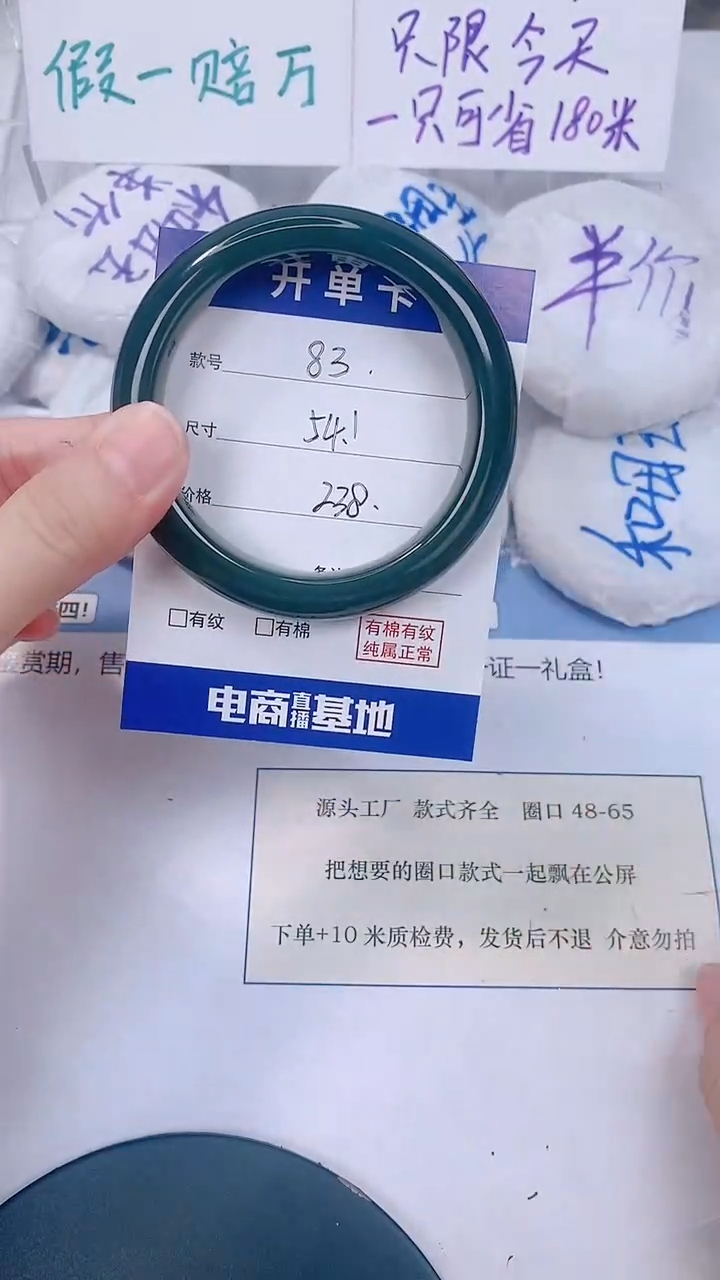 假一赔万
只限今天
一只可省180米
半价
开单卡
款号 83.
尺寸 54.1
价格 238.
有纹 有棉
有棉有纹
纯属正常
电商直播基地
四!
赏期，售
证一礼盒!
源头工厂 款式齐全 圈口 48-65
把想要的圈口款式一起飘在公屏
下单+10 米质检费，发货后不退 介意勿拍